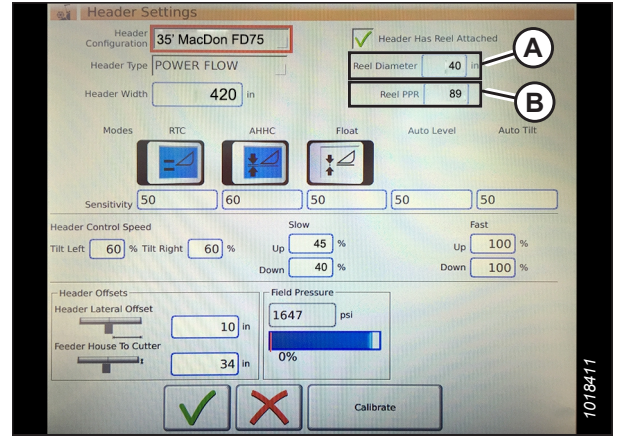 Header Settings
Header Configuration 35' MacDon FD75
Header Has Reel Attached
A
Header Type POWER FLOW
Reel Diameter 40 in
Header Width 420 in
Reel PPR 89
B
Modes RTC AHHC Float Auto Level Auto Tilt
Sensitivity 50 60 50 50 50
Header Control Speed
Slow Fast
Tilt Left 60 % Tilt Right 60 %
Up 45 % Up 100 %
Down 40 % Down 100 %
Header Offsets
Field Pressure
Header Lateral Offset
10 in
1647 psi
Feeder House To Cutter
34 in
0%
Calibrate
1018411